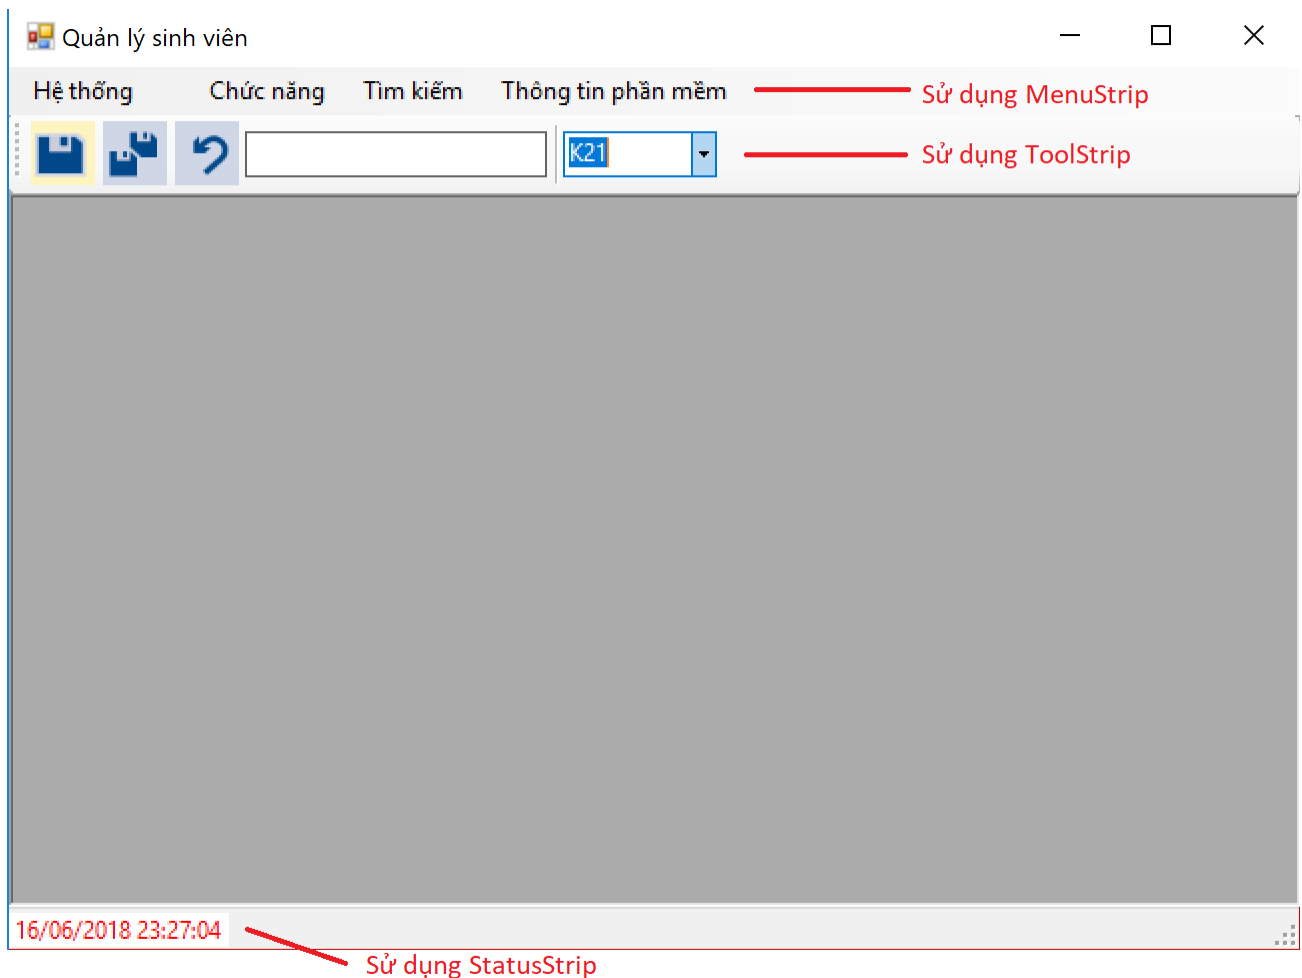 Quản lý sinh viên
Hệ thống Chức năng Tìm kiếm Thông tin phần mềm Sử dụng MenuStrip
K21 Sử dụng ToolStrip
16/06/2018 23:27:04
Sử dụng StatusStrip